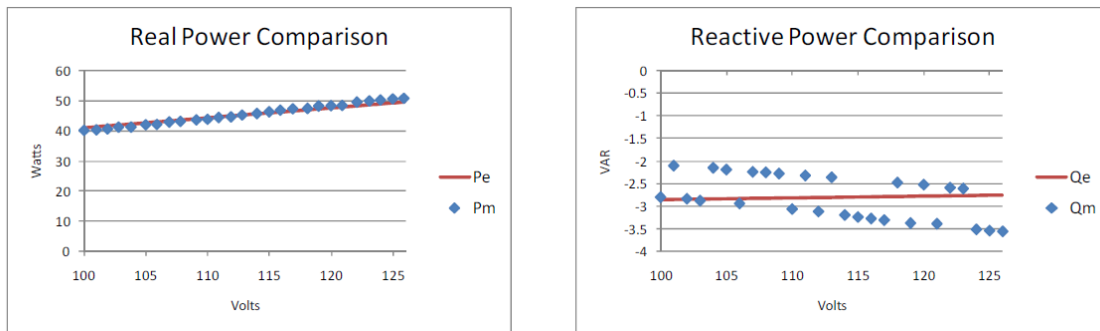 Real Power Comparison
60
50
40
30
20
10
0
Watts
100 105 110 115 120 125
Volts
Pe
Pm
Reactive Power Comparison
0
-0.5
-1
-1.5
-2
-2.5
-3
-3.5
-4
VAR
100 105 110 115 120 125
Volts
Qe
Qm